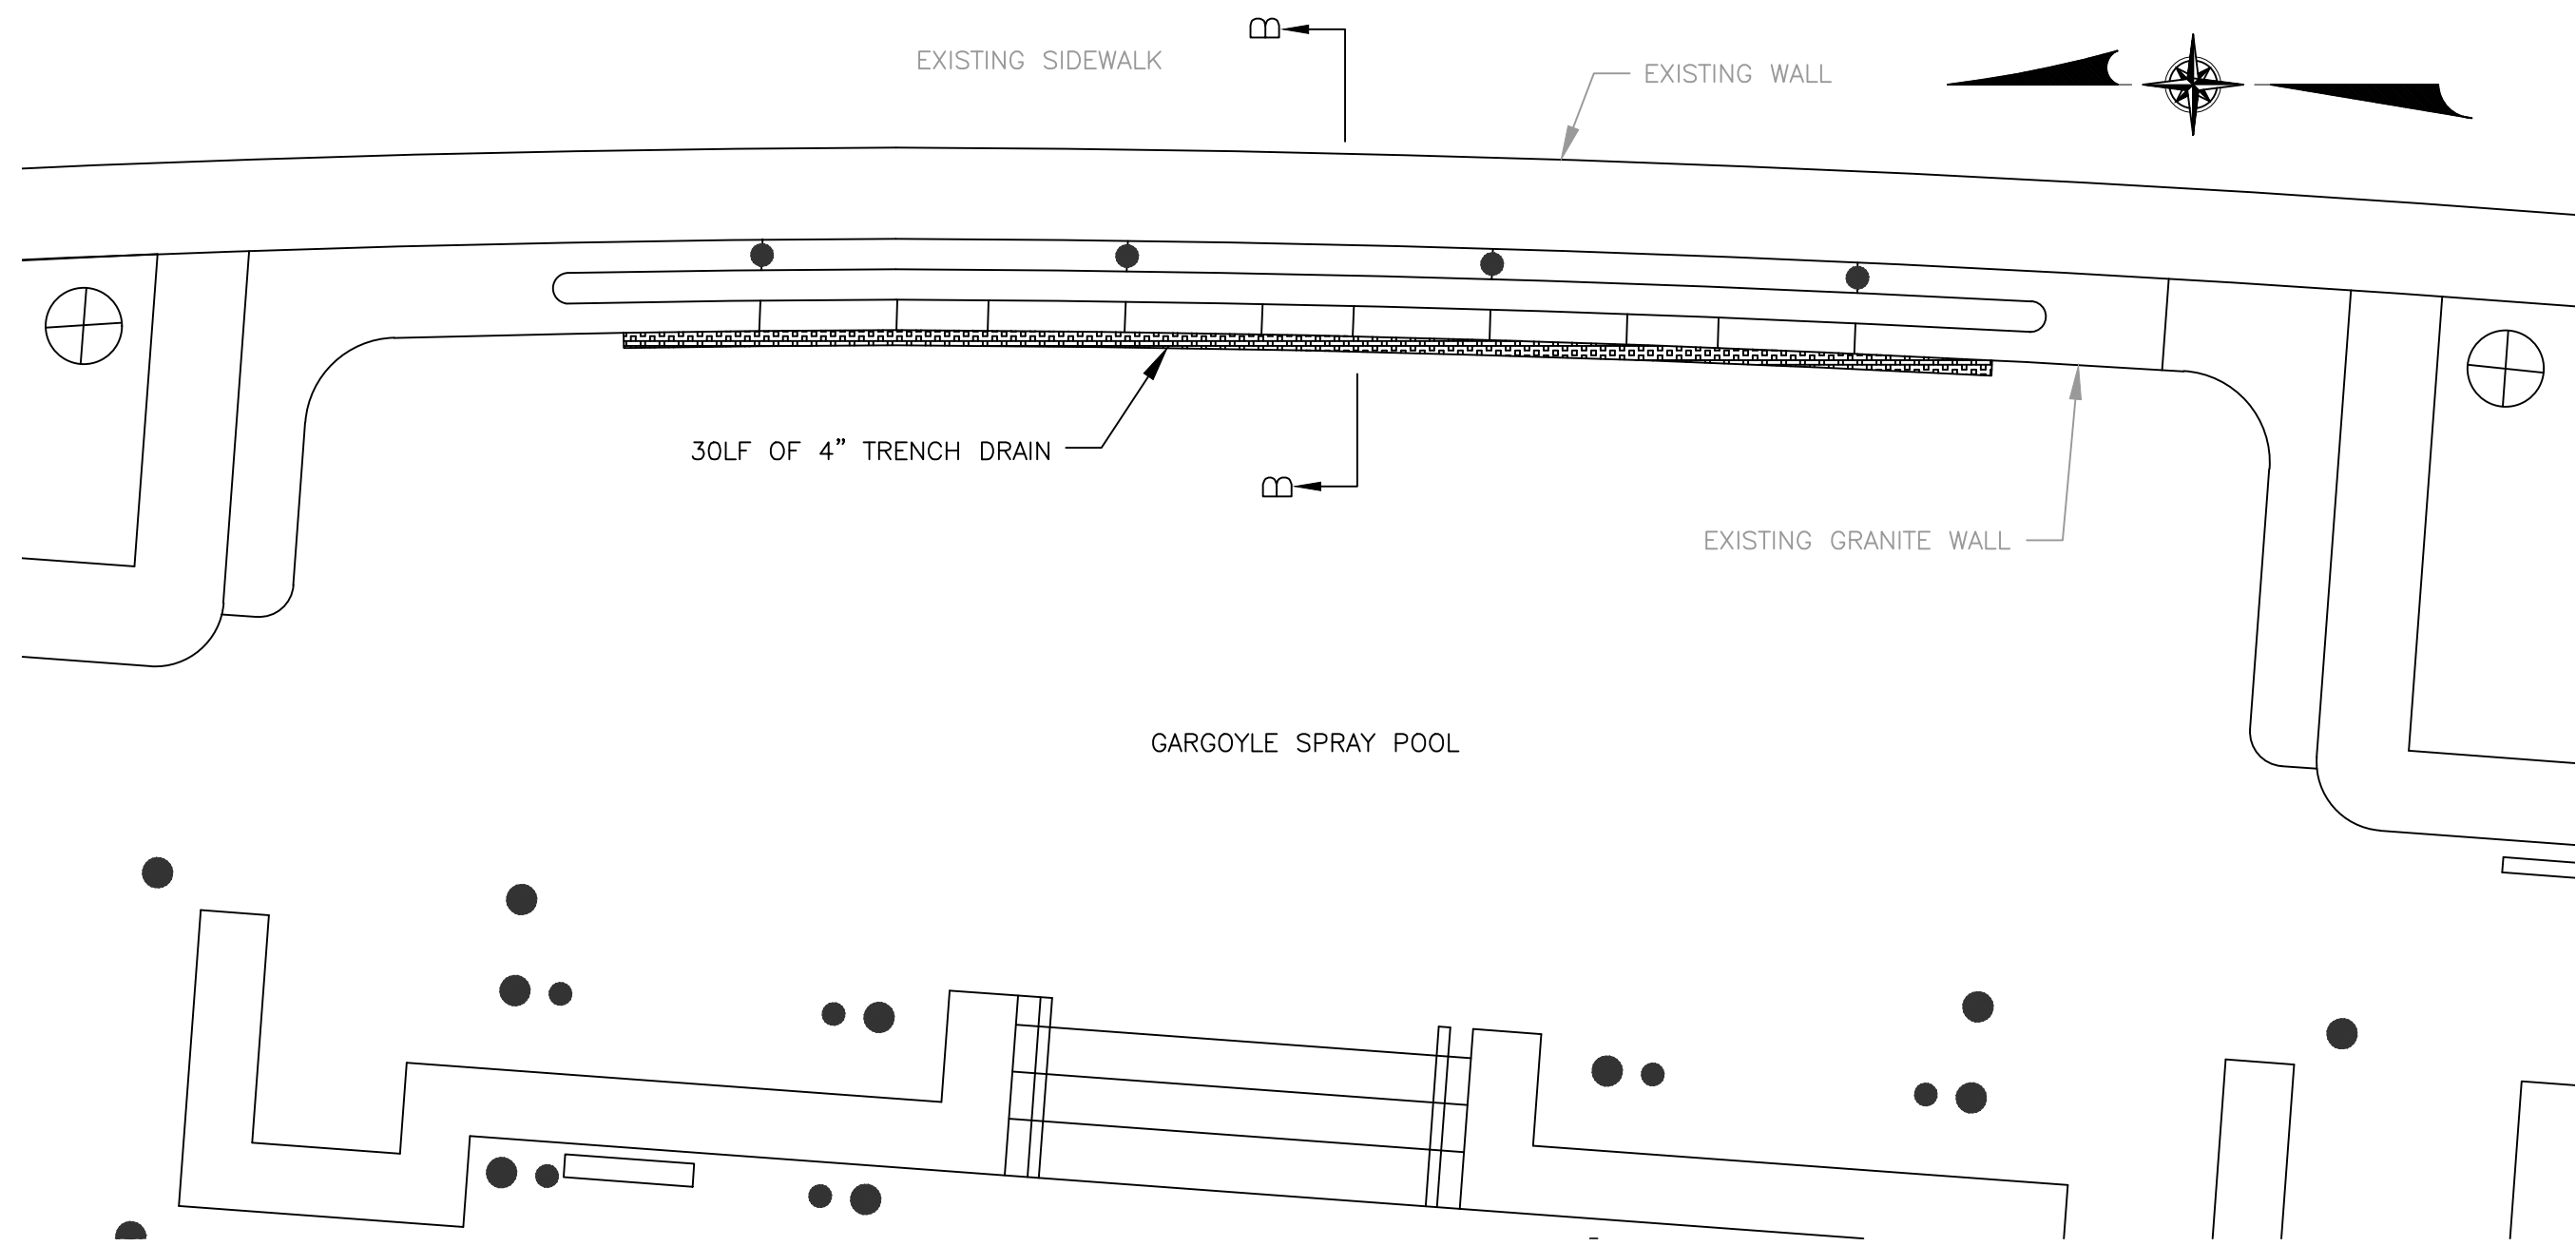 B
EXISTING SIDEWALK
EXISTING WALL
30LF OF 4” TRENCH DRAIN
B
EXISTING GRANITE WALL
GARGOYLE SPRAY POOL